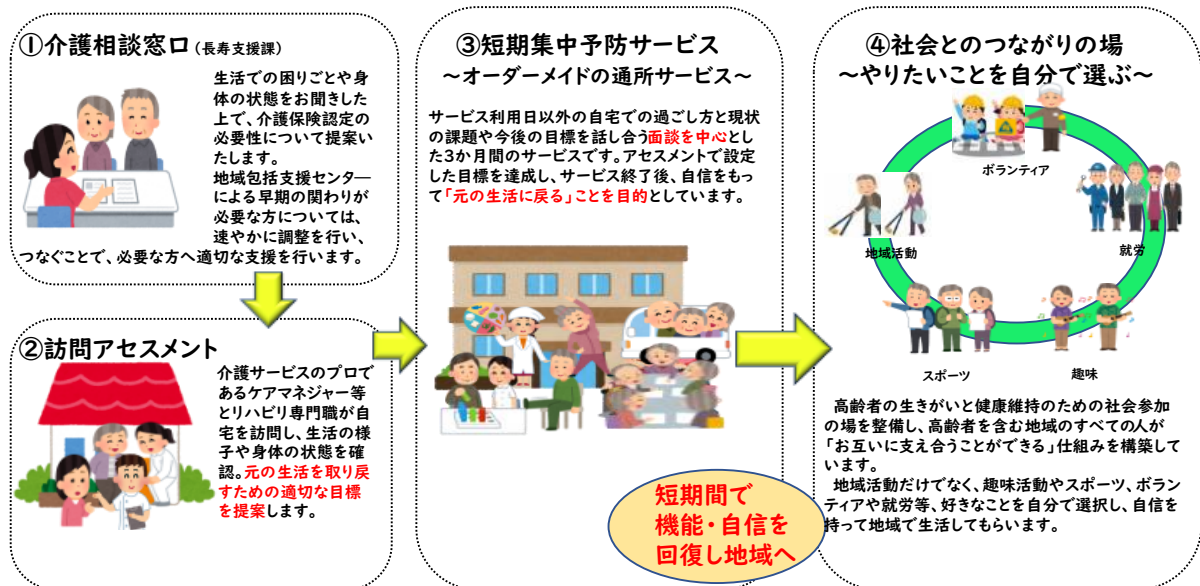 ①介護相談窓口（長寿支援課）
生活での困りごとや身
体の状態をお聞きした
上で、介護保険認定の
必要性について提案い
たします。
地域包括支援センター
による早期の関わりが
必要な方については、
速やかに調整を行い、
つなぐことで、必要な方へ適切な支援を行います。
②訪問アセスメント
介護サービスのプロで
あるケアマネジャー等
とリハビリ専門職が自
宅を訪問し、生活の様
子や身体の状態を確
認。元の生活を取り戻
すための適切な目標
を提案します。
③短期集中予防サービス
～オーダーメイドの通所サービス～
サービス利用日以外の自宅での過ごし方と現状
の課題や今後の目標を話し合う面談を中心とし
た3か月間のサービスです。アセスメントで設定
した目標を達成し、サービス終了後、自信をもっ
て「元の生活に戻る」ことを目的としています。
短期間で
機能・自信を
回復し地域へ
④社会とのつながりの場
～やりたいことを自分で選ぶ～
ボランティア
地域活動
就労
スポーツ
趣味
高齢者の生きがいと健康維持のための社会参加
の場を整備し、高齢者を含む地域のすべての人が
「お互いに支え合うことができる」仕組みを構築して
います。
地域活動だけでなく、趣味活動やスポーツ、ボラン
ティアや就労等、好きなことを自分で選択し、自信を
持って地域で生活してもらいます。